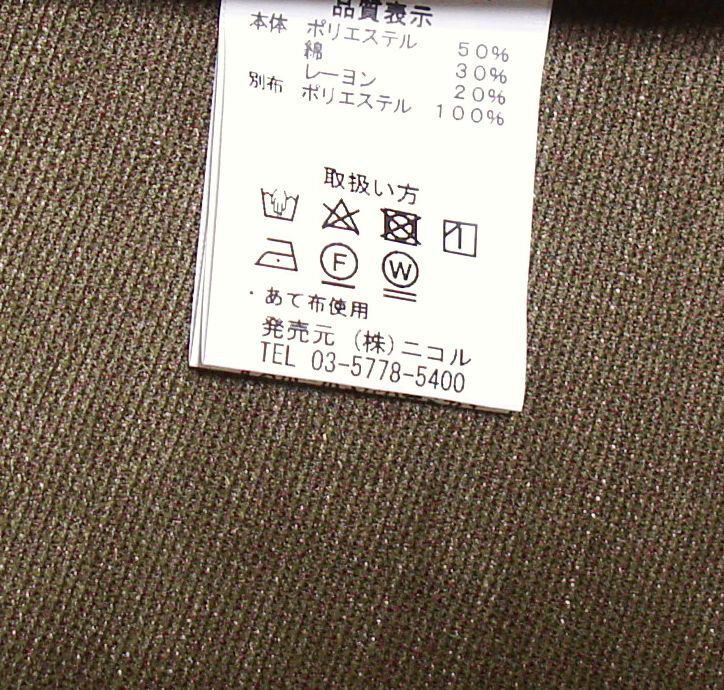 品質表示
本体 ポリエステル 50%
綿 30%
レーヨン 20%
別布 ポリエステル 100%
取扱い方
F W
・あて布使用
発売元 (株)ニコル
TEL 03-5778-5400